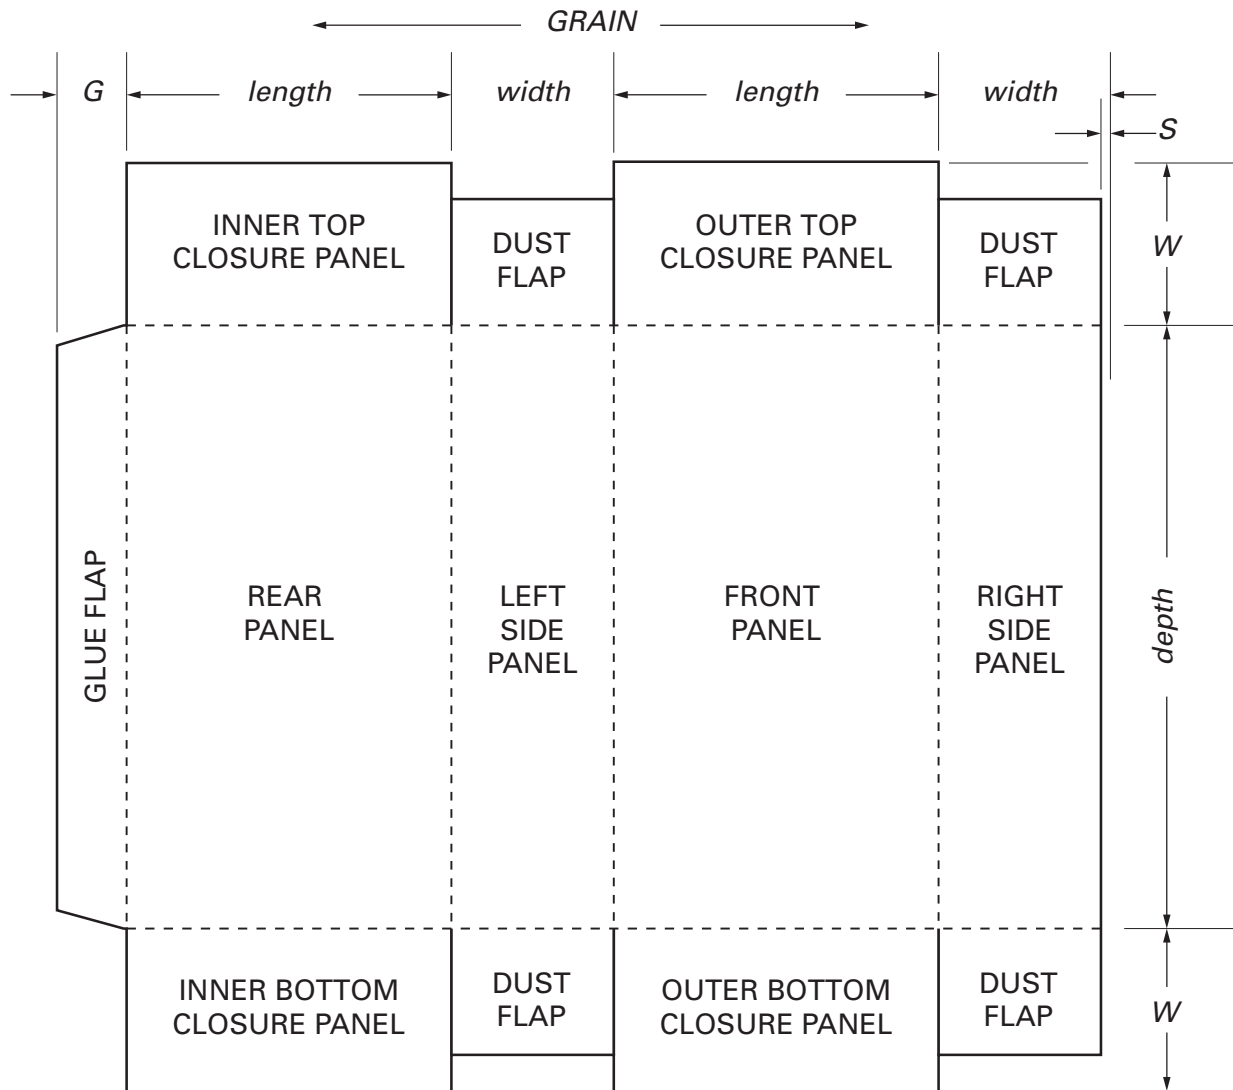 GRAIN
G
length
width
length
width
S
INNER TOP
CLOSURE PANEL
DUST
FLAP
OUTER TOP
CLOSURE PANEL
DUST
FLAP
W
GLUE FLAP
REAR
PANEL
LEFT
SIDE
PANEL
FRONT
PANEL
RIGHT
SIDE
PANEL
depth
INNER BOTTOM
CLOSURE PANEL
DUST
FLAP
OUTER BOTTOM
CLOSURE PANEL
DUST
FLAP
W